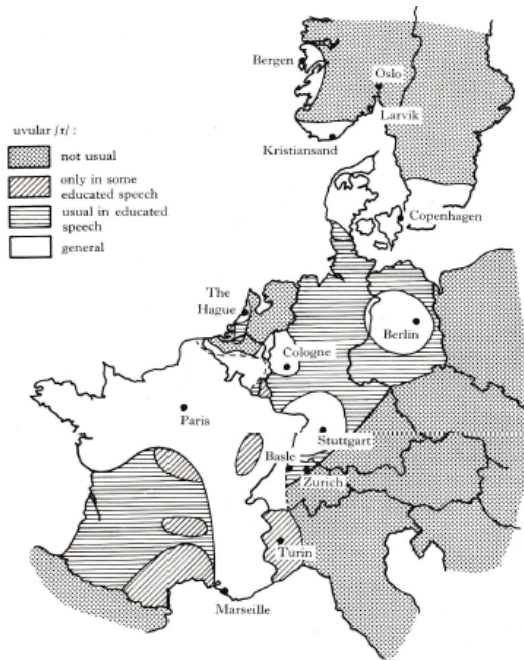 Bergen
Oslo
Larvik
Kristiansand
uvular /r/ :
not usual
only in some
educated speech
usual in educated
speech
general
Copenhagen
The
Hague
Berlin
Cologne
Paris
Stuttgart
Basle
Zurich
Turin
Marseille